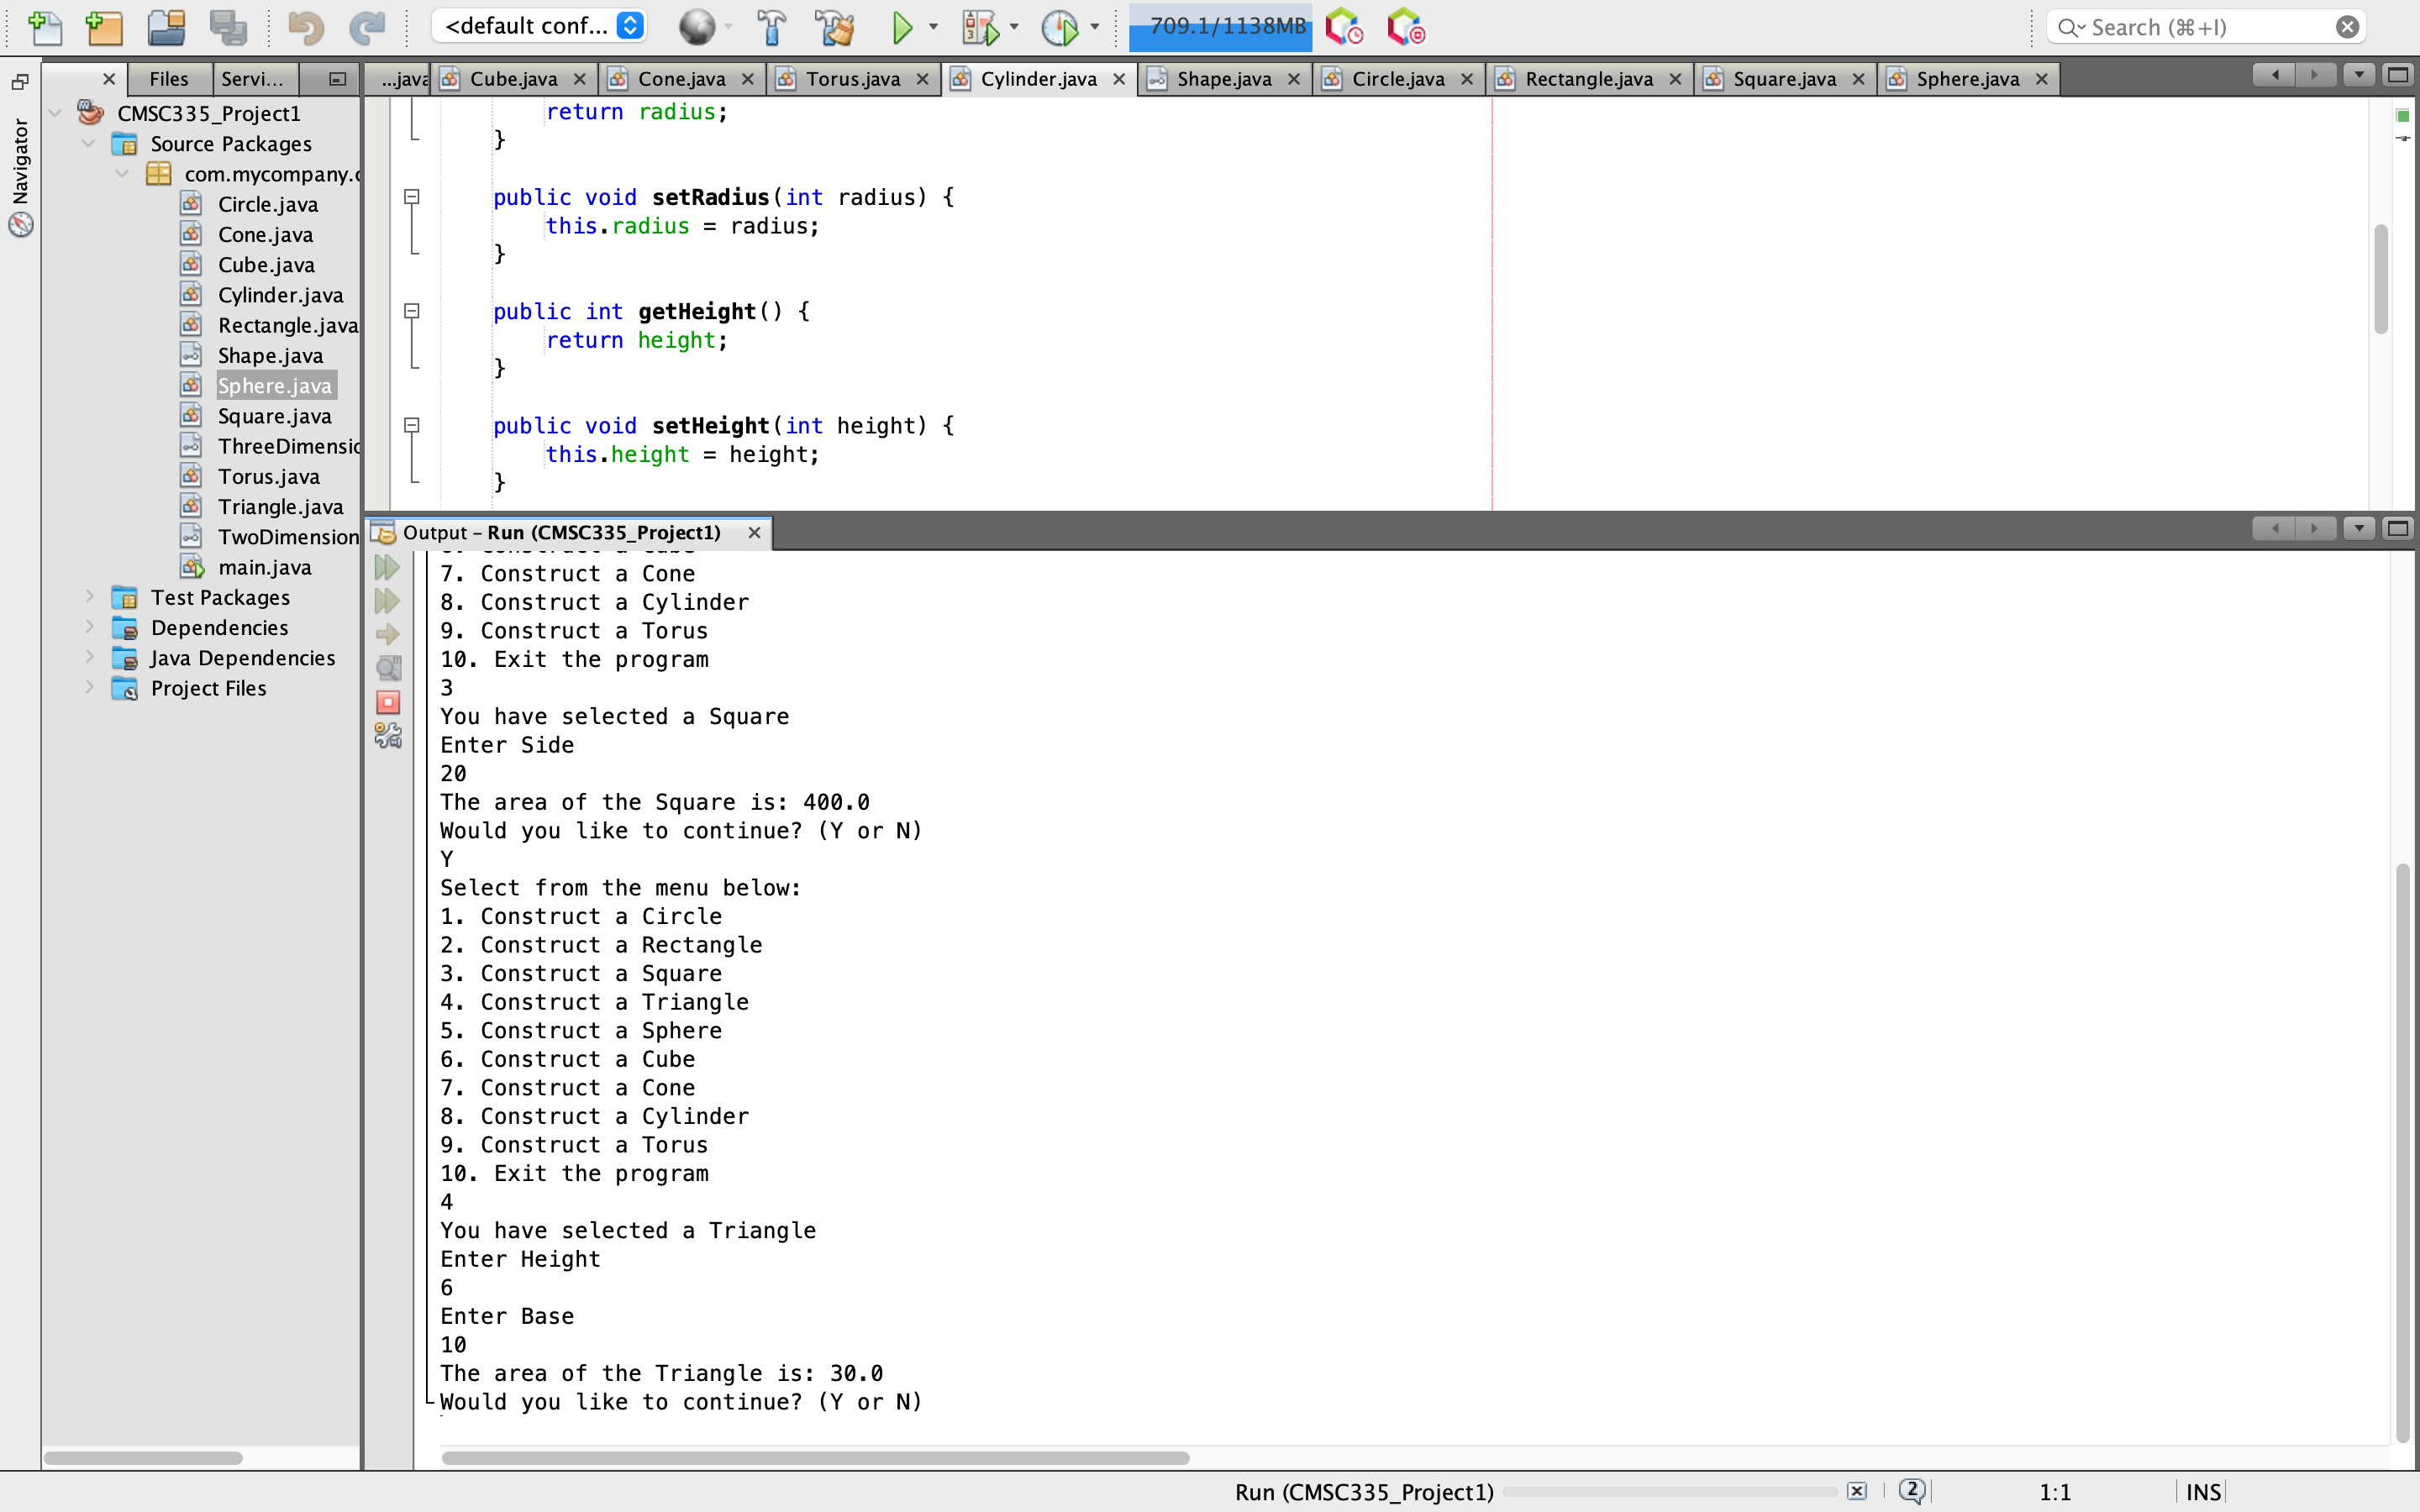 <default conf...
709.1/1138MB
Search (⌘+I)
Files
Servi...
...java
Cube.java
Cone.java
Torus.java
Cylinder.java
Shape.java
Circle.java
Rectangle.java
Square.java
Sphere.java
Navigator
CMSC335_Project1
Source Packages
com.mycompany.
Circle.java
Cone.java
Cube.java
Cylinder.java
Rectangle.java
Shape.java
Sphere.java
Square.java
ThreeDimensio
Torus.java
Triangle.java
TwoDimension
main.java
Test Packages
Dependencies
Java Dependencies
Project Files
return radius;
}
public void setRadius(int radius) {
this.radius = radius;
}
public int getHeight() {
return height;
}
public void setHeight(int height) {
this.height = height;
}
Output – Run (CMSC335_Project1)
7. Construct a Cone
8. Construct a Cylinder
9. Construct a Torus
10. Exit the program
3
You have selected a Square
Enter Side
20
The area of the Square is: 400.0
Would you like to continue? (Y or N)
Y
Select from the menu below:
1. Construct a Circle
2. Construct a Rectangle
3. Construct a Square
4. Construct a Triangle
5. Construct a Sphere
6. Construct a Cube
7. Construct a Cone
8. Construct a Cylinder
9. Construct a Torus
10. Exit the program
4
You have selected a Triangle
Enter Height
6
Enter Base
10
The area of the Triangle is: 30.0
Would you like to continue? (Y or N)
Run (CMSC335_Project1)
2
1:1
INS